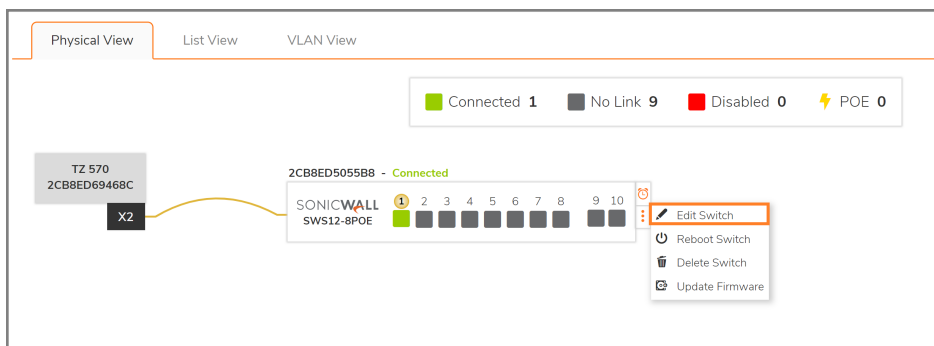 Physical View List View VLAN View
Connected 1 No Link 9 Disabled 0 POE 0
TZ 570
2CB8ED69468C
X2
2CB8ED5055B8 - Connected
SONICWALL
SWS12-8POE
1 2 3 4 5 6 7 8 9 10
Edit Switch
Reboot Switch
Delete Switch
Update Firmware